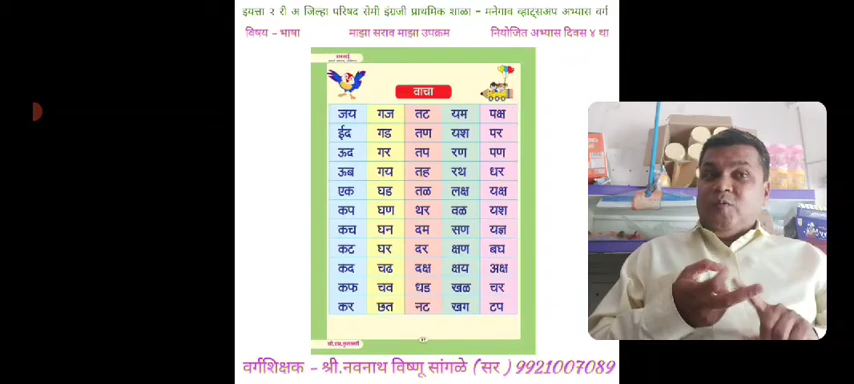 इयत्ता २ री अ जिल्हा परिषद सेमी इंग्रजी प्राथमिक शाळा - मनेगाव व्हाट्सअप अभ्यास वर्ग
विषय - भाषा माझा सराव माझा उपक्रम नियोजित अभ्यास दिवस ४ था
वाचा
जय गज तट यम पक्ष
ईद गड तण यश पर
ऊद गर तप रण पण
ऊब गय तह रथ धर
एक घड तळ लक्ष यक्ष
कप घण थर वळ यश
कच घन दम सण यज्ञ
कट घर दर क्षण बघ
कद चढ दक्ष क्षय अक्ष
कफ चव धड खळ चर
कर छत नट खग टप
वर्गशिक्षक - श्री.नवनाथ विष्णू सांगळे (सर ) 9921007089